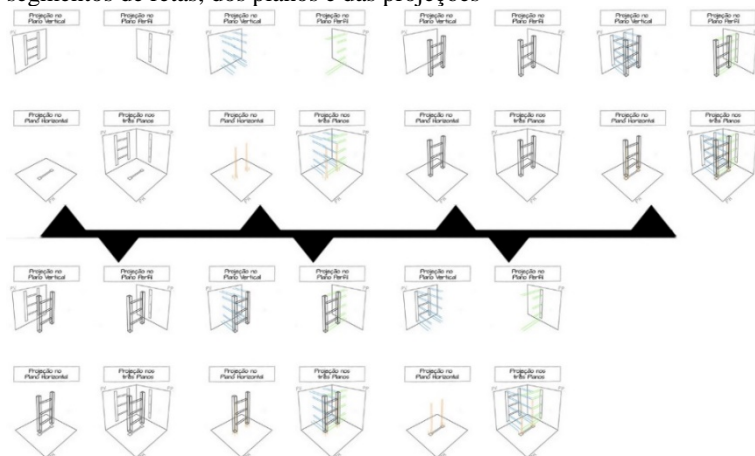 segmentos de retas, dos planos e das projeções
Projeção no
Plano Vertical
Projeção no
Plano Perfil
Projeção no
Plano Vertical
Projeção no
Plano Perfil
Projeção no
Plano Vertical
Projeção no
Plano Perfil
Projeção no
Plano Vertical
Projeção no
Plano Perfil
Projeção no
Plano Horizontal
Projeção nos
três Planos
Projeção no
Plano Horizontal
Projeção nos
três Planos
Projeção no
Plano Horizontal
Projeção nos
três Planos
Projeção no
Plano Horizontal
Projeção nos
três Planos
Projeção no
Plano Vertical
Projeção no
Plano Perfil
Projeção no
Plano Vertical
Projeção no
Plano Perfil
Projeção no
Plano Vertical
Projeção no
Plano Perfil
Projeção no
Plano Horizontal
Projeção nos
três Planos
Projeção no
Plano Horizontal
Projeção nos
três Planos
Projeção no
Plano Horizontal
Projeção nos
três Planos